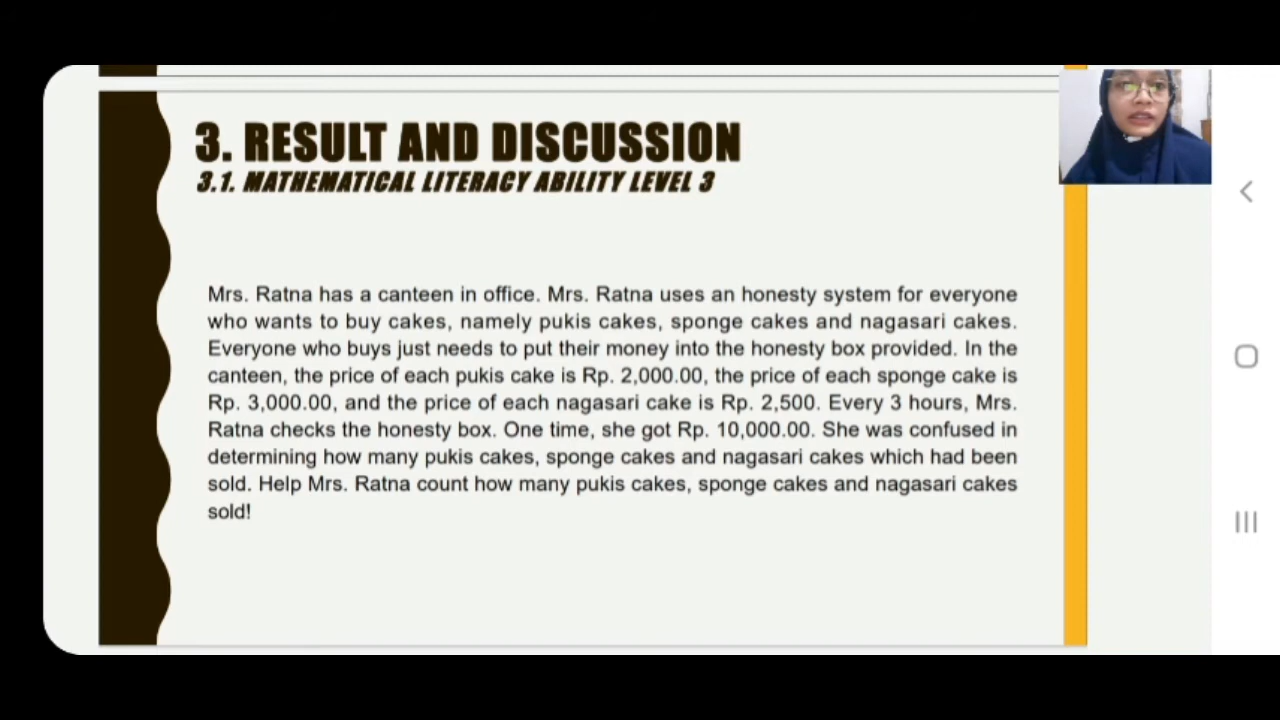 3. RESULT AND DISCUSSION
3.1. MATHEMATICAL LITERACY ABILITY LEVEL 3
Mrs. Ratna has a canteen in office. Mrs. Ratna uses an honesty system for everyone
who wants to buy cakes, namely pukis cakes, sponge cakes and nagasari cakes.
Everyone who buys just needs to put their money into the honesty box provided. In the
canteen, the price of each pukis cake is Rp. 2,000.00, the price of each sponge cake is
Rp. 3,000.00, and the price of each nagasari cake is Rp. 2,500. Every 3 hours, Mrs.
Ratna checks the honesty box. One time, she got Rp. 10,000.00. She was confused in
determining how many pukis cakes, sponge cakes and nagasari cakes which had been
sold. Help Mrs. Ratna count how many pukis cakes, sponge cakes and nagasari cakes
sold!